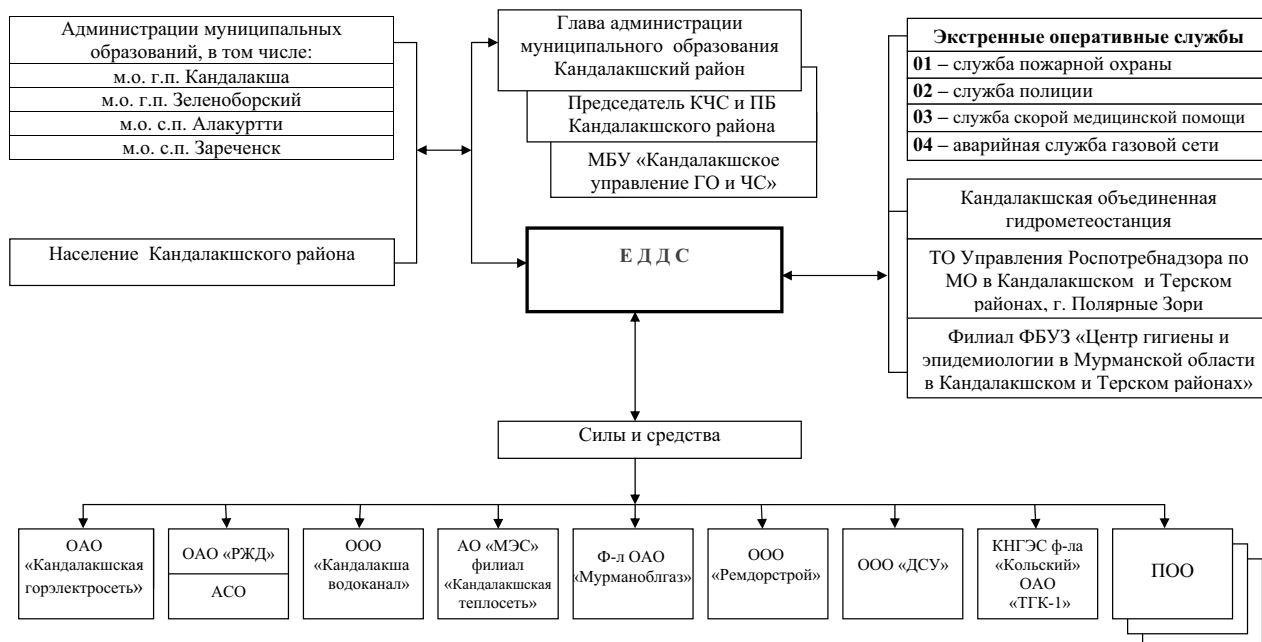 Администрации муниципальных
образований, в том числе:
м.о. г.п. Кандалакша
м.о. г.п. Зеленоборский
м.о. с.п. Алакуртти
м.о. с.п. Зареченск
Население Кандалакшского района
Глава администрации
муниципального образования
Кандалакшский район
Председатель КЧС и ПБ
Кандалакшского района
МБУ «Кандалакшское
управление ГО и ЧС»
Е Д Д С
Экстренные оперативные службы
01 – служба пожарной охраны
02 – служба полиции
03 – служба скорой медицинской помощи
04 – аварийная служба газовой сети
Кандалакшская объединенная
гидрометеостанция
ТО Управления Роспотребнадзора по
МО в Кандалакшском и Терском
районах, г. Полярные Зори
Филиал ФБУЗ «Центр гигиены и
эпидемиологии в Мурманской области
в Кандалакшском и Терском районах»
Силы и средства
ОАО
«Кандалакшская
горэлектросеть»
ОАО «РЖД»
АСО
ООО
«Кандалакша
водоканал»
АО «МЭС»
филиал
«Кандалакшская
теплосеть»
Ф-л ОАО
«Мурманоблгаз»
ООО
«Ремдорстрой»
ООО «ДСУ»
КНГЭС ф-ла
«Кольский»
ОАО
«ТГК-1»
ПОО